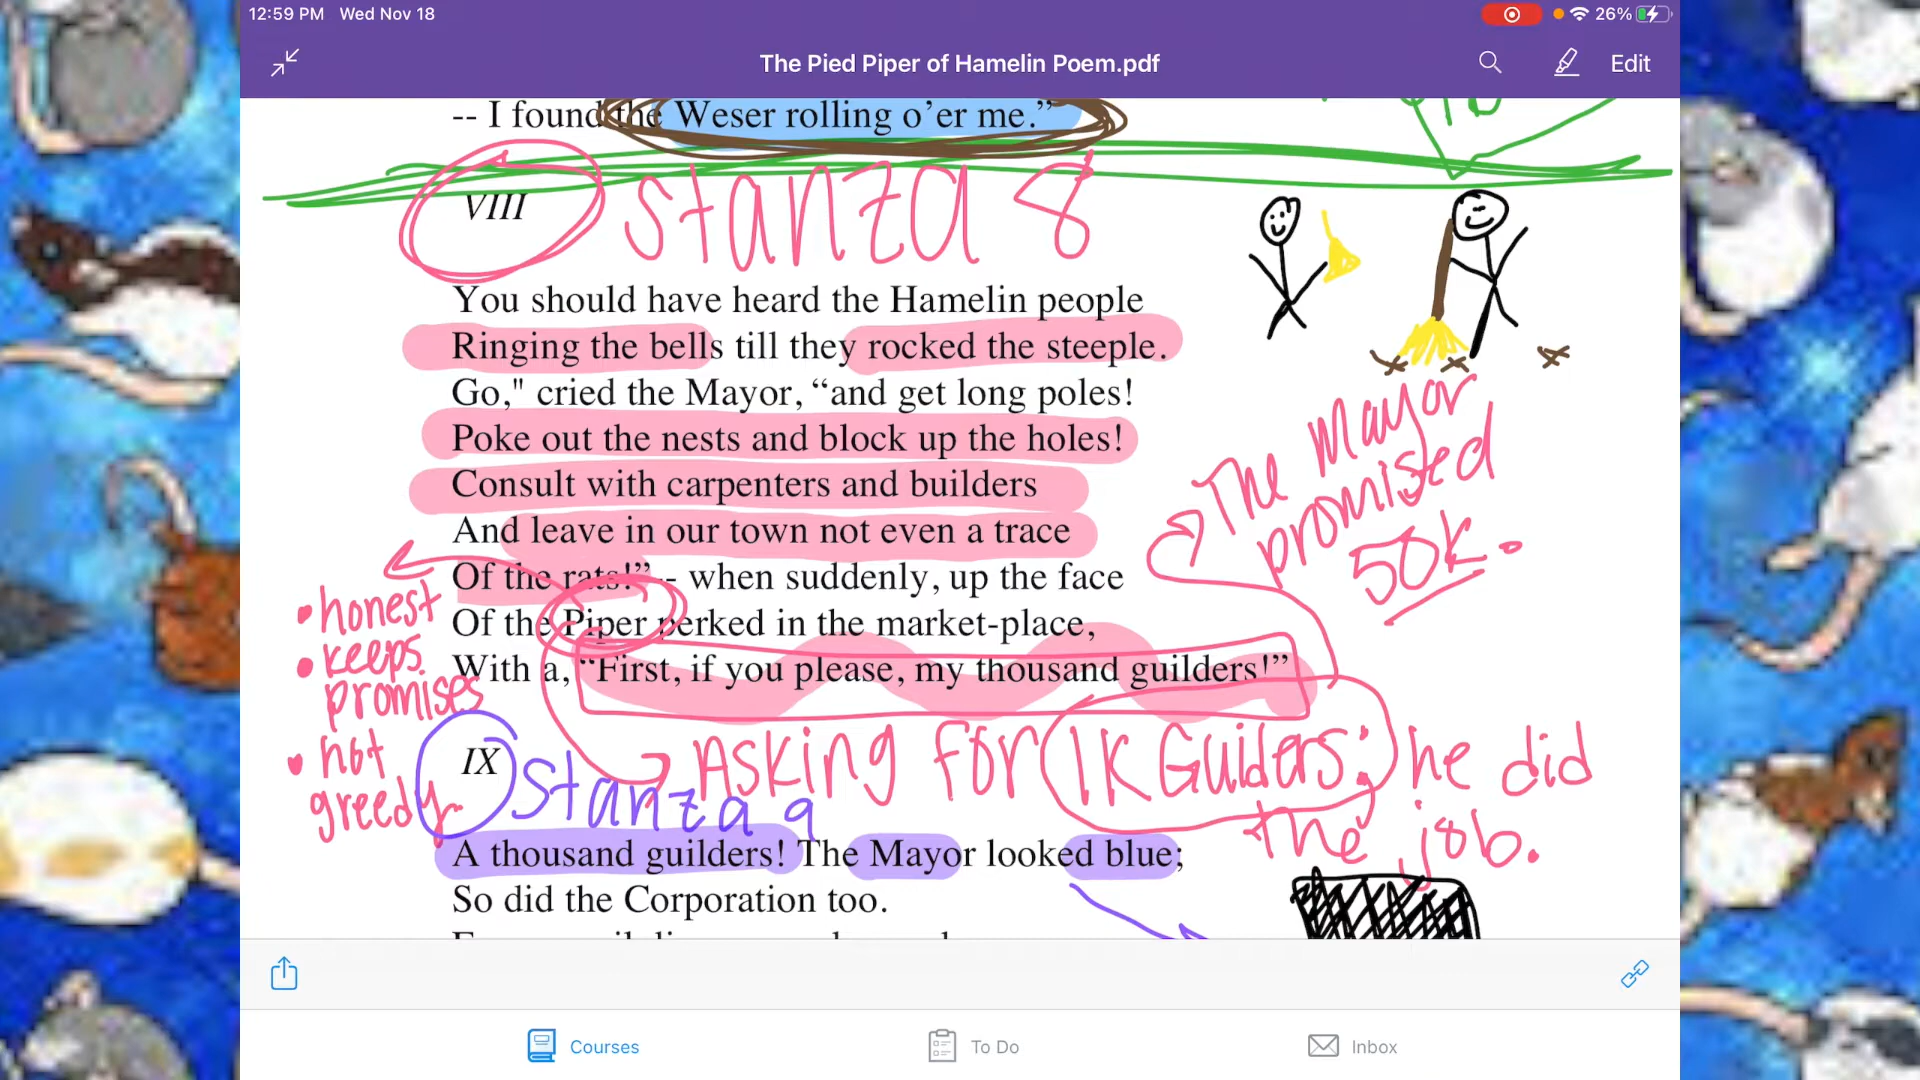 12:59 PM Wed Nov 18
26%
The Pied Piper of Hamelin Poem.pdf
Edit
-- I found the Weser rolling o’er me.”
VIII
Stanza 8
You should have heard the Hamelin people
Ringing the bells till they rocked the steeple.
Go," cried the Mayor, “and get long poles!
Poke out the nests and block up the holes!
Consult with carpenters and builders
And leave in our town not even a trace
Of the rats!” -- when suddenly, up the face
Of the Piper perked in the market-place,
With a, “First, if you please, my thousand guilders!”
The Mayor
promised
50K.
• honest
• keeps
promises
• not
greedy
Asking for 1K Guilders: he did
the job.
IX
Stanza 9
A thousand guilders! The Mayor looked blue;
So did the Corporation too.
Courses
To Do
Inbox